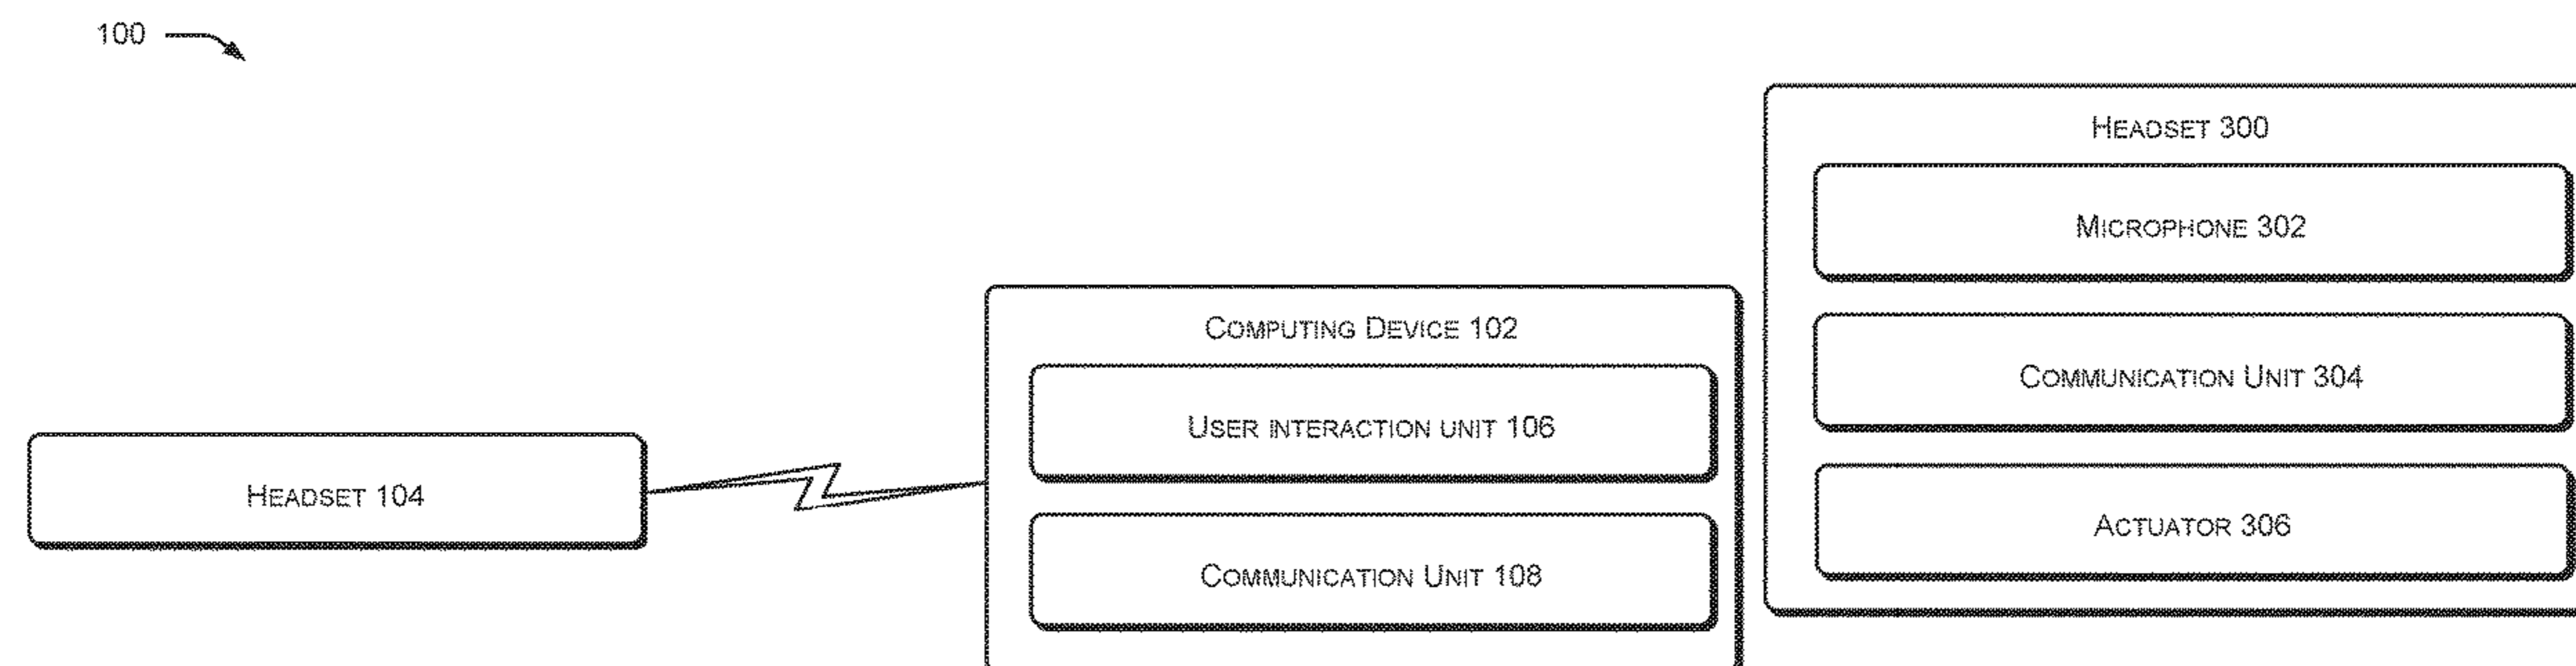 100
HEADSET 300
MICROPHONE 302
COMPUTING DEVICE 102
COMMUNICATION UNIT 304
USER INTERACTION UNIT 106
HEADSET 104
ACTUATOR 306
COMMUNICATION UNIT 108